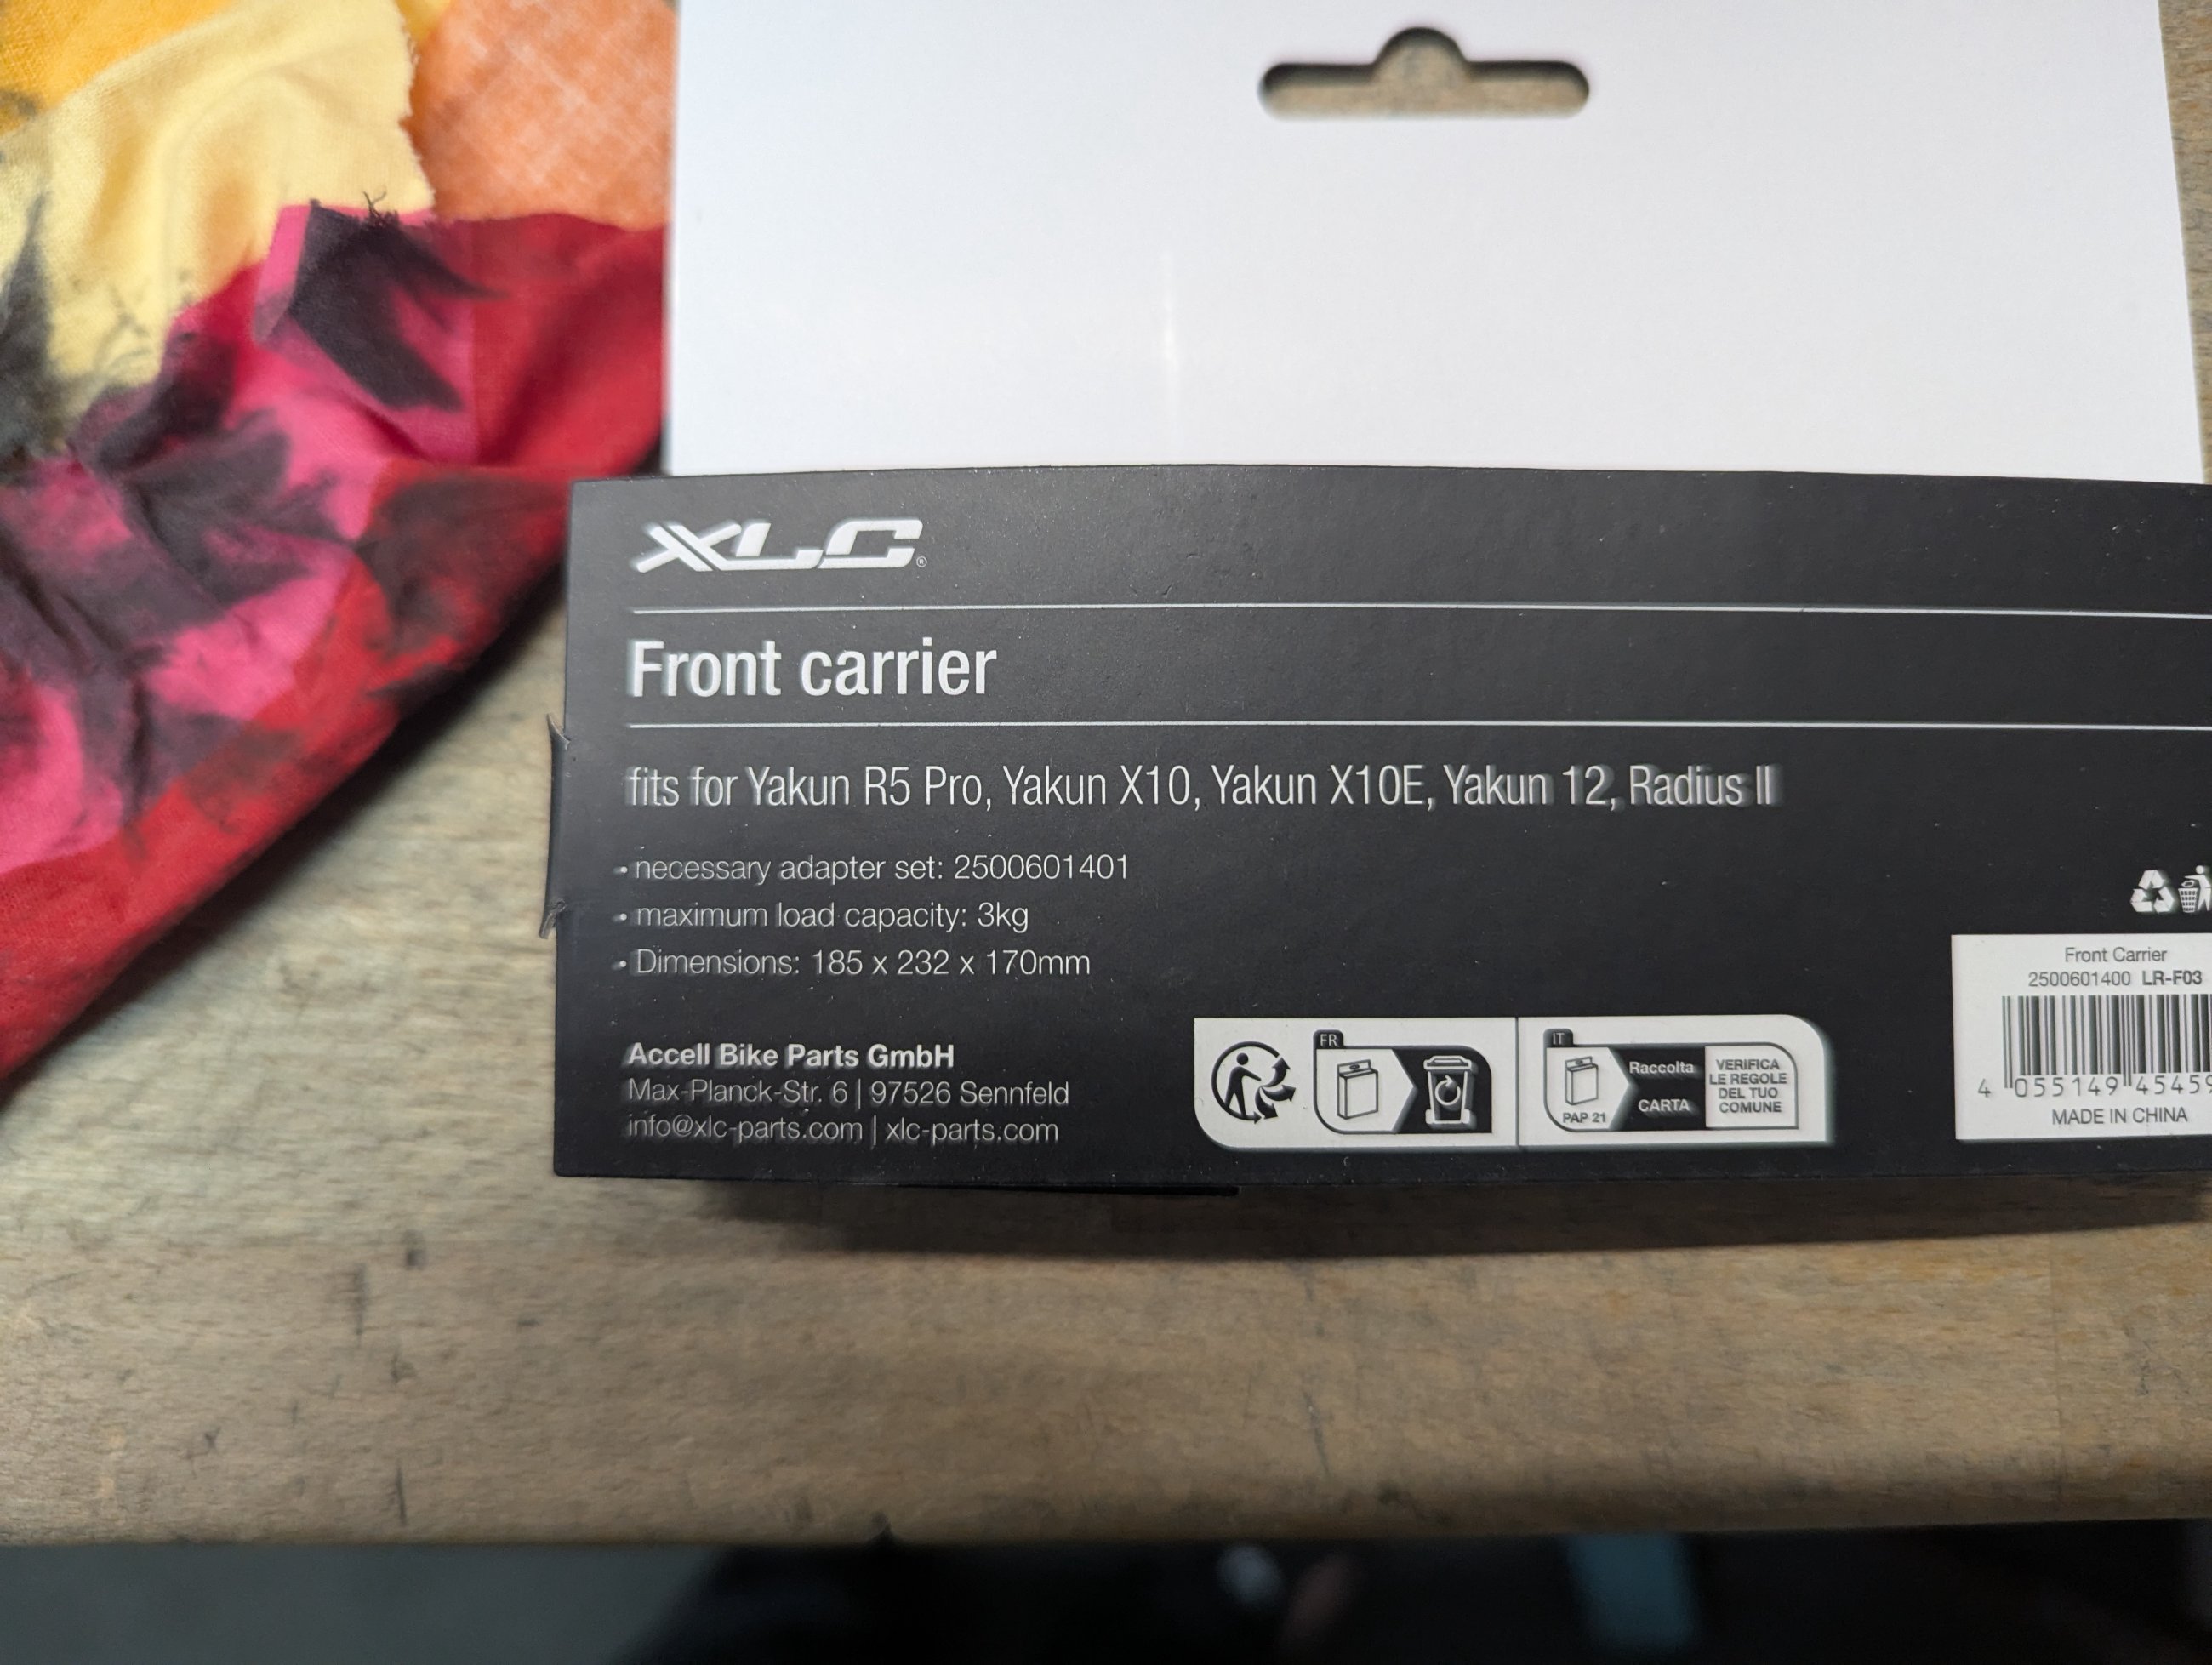 XLC®
Front carrier
fits for Yakun R5 Pro, Yakun X10, Yakun X10E, Yakun 12, Radius II
• necessary adapter set: 2500601401
• maximum load capacity: 3kg
• Dimensions: 185 x 232 x 170mm
Accell Bike Parts GmbH
Max-Planck-Str. 6 | 97526 Sennfeld
info@xlc-parts.com | xlc-parts.com
FR
IT
PAP 21
Raccolta
CARTA
VERIFICA
LE REGOLE
DEL TUO
COMUNE
Front Carrier
2500601400 LR-F03
4 055149 45459
MADE IN CHINA